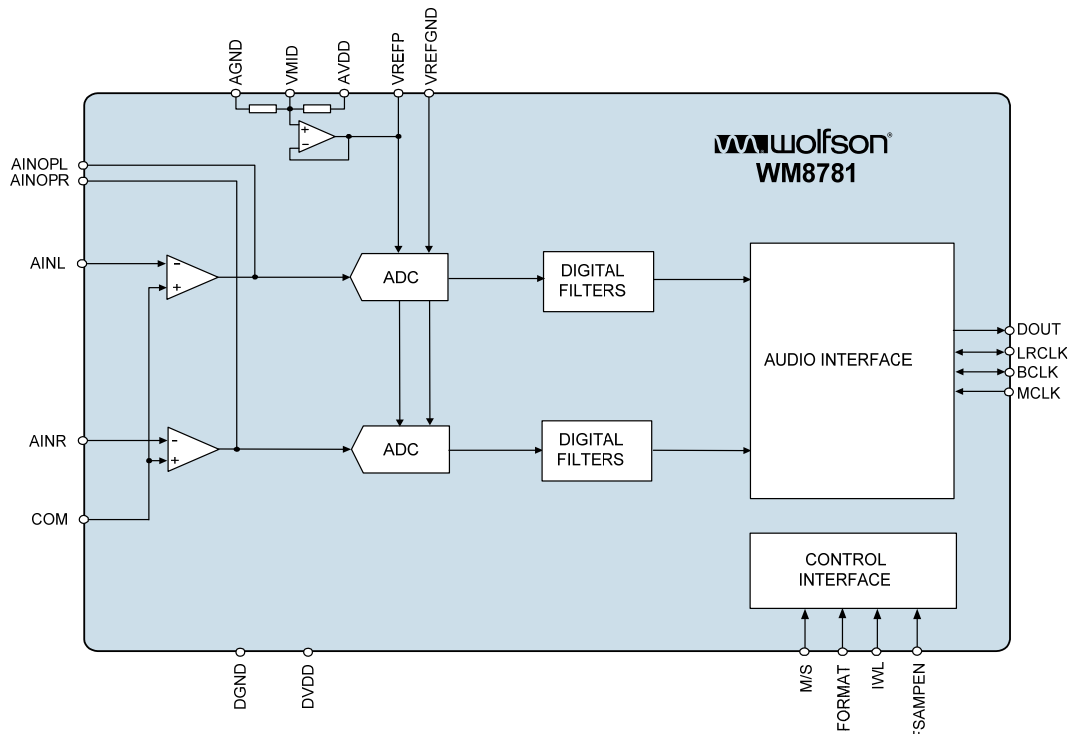 AGND
VMID
AVDD
VREFP
VREFGND
wolfson®
WM8781
AINOPL
AINOPR
+
-
AINL
-
+
ADC
DIGITAL
FILTERS
AUDIO INTERFACE
DOUT
LRCLK
BCLK
MCLK
AINR
-
+
ADC
DIGITAL
FILTERS
COM
CONTROL
INTERFACE
DGND
DVDD
M/S
FORMAT
IWL
FSAMPEN